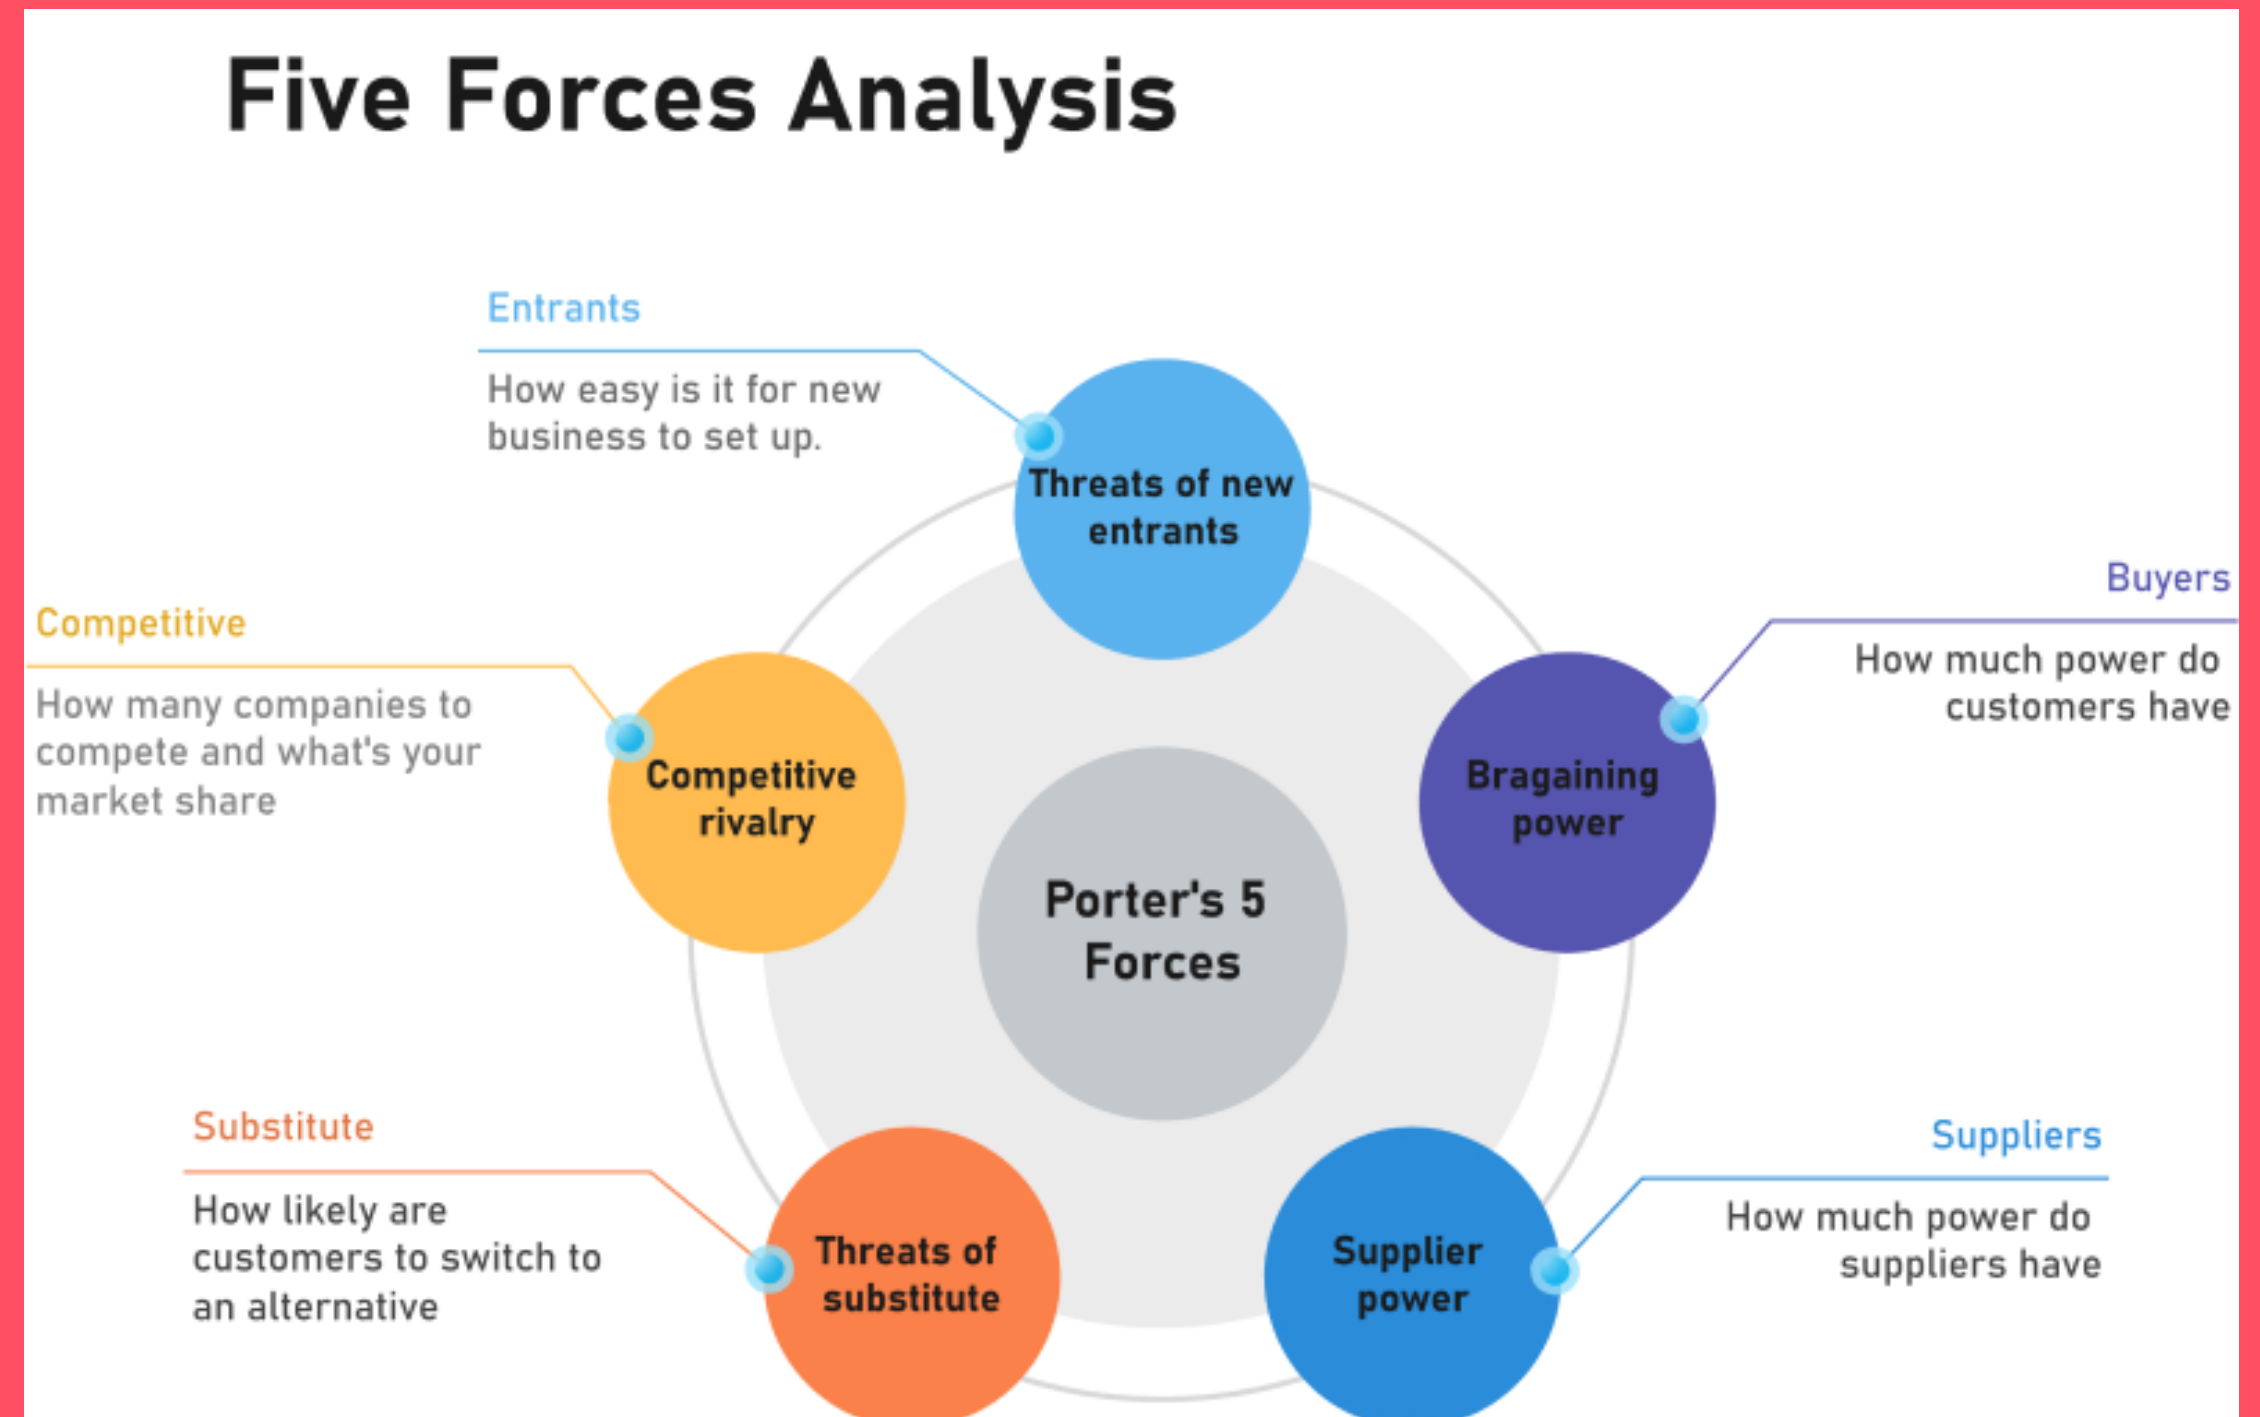 Five Forces Analysis
Entrants
How easy is it for new
business to set up.
Threats of new
entrants
Buyers
How much power do
customers have
Competitive
How many companies to
compete and what's your
market share
Competitive
rivalry
Bragaining
power
Porter's 5
Forces
Substitute
How likely are
customers to switch to
an alternative
Threats of
substitute
Supplier
power
Suppliers
How much power do
suppliers have